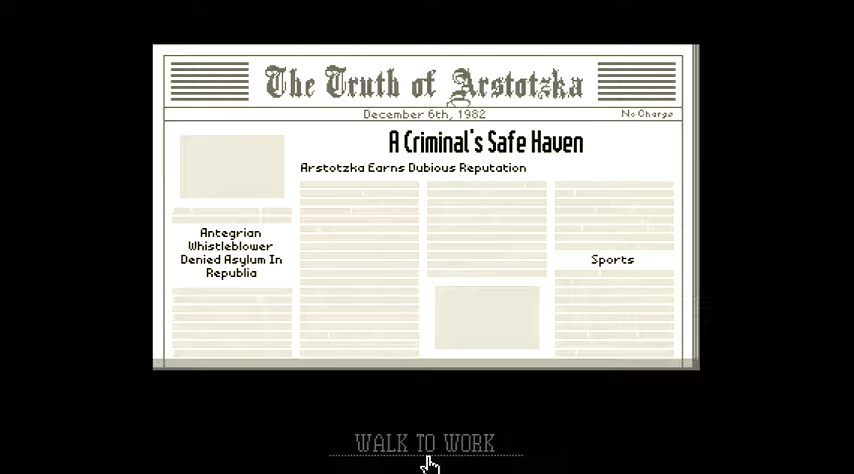 The Truth of Arstotzka
December 6th, 1982
No Charge
A Criminal's Safe Haven
Arstotzka Earns Dubious Reputation
Antegrian
Whistleblower
Denied Asylum In
Republia
Sports
WALK TO WORK